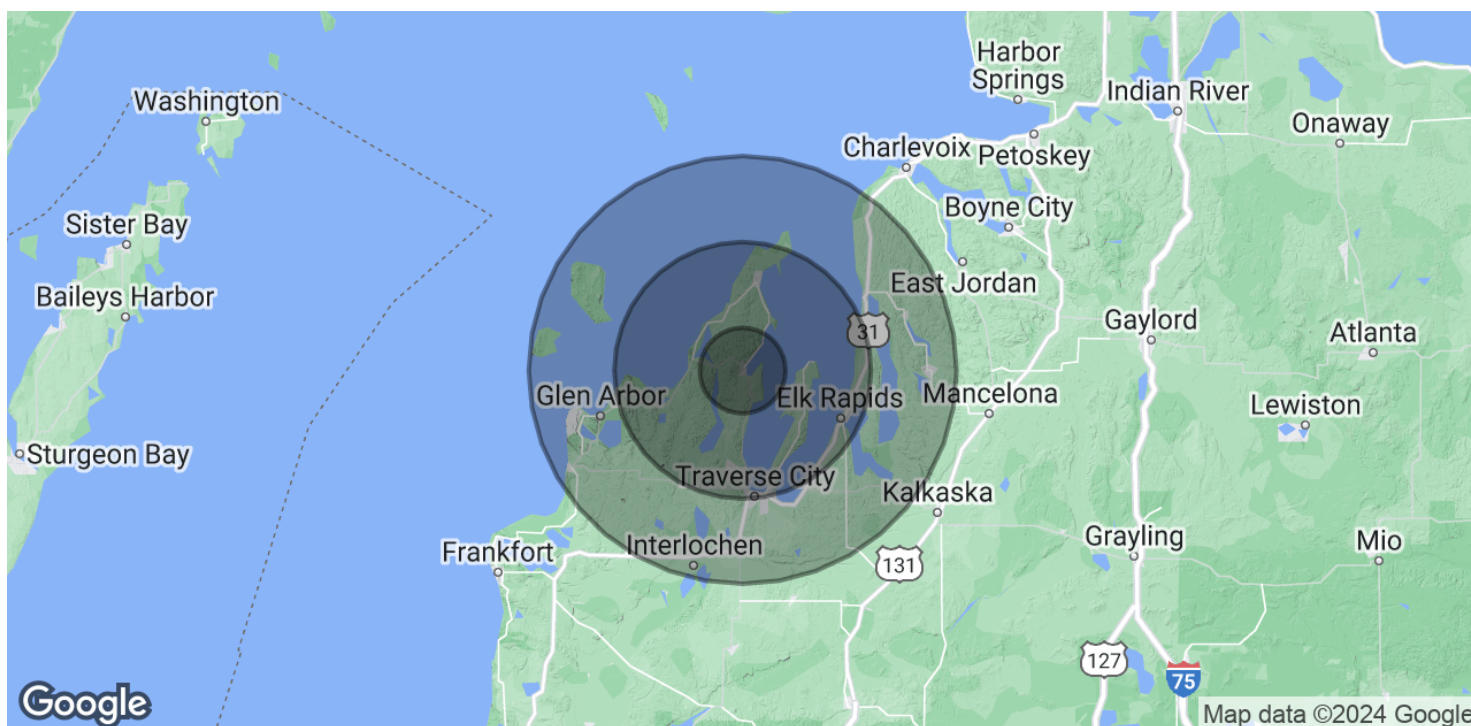 Harbor
Springs
Washington
Indian River
Onaway
Charlevoix
Petoskey
Boyne City
Sister Bay
East Jordan
Baileys Harbor
31
Gaylord
Atlanta
Glen Arbor
Elk Rapids
Mancelona
Lewiston
Sturgeon Bay
Traverse City
Kalkaska
Frankfort
Interlochen
Grayling
Mio
131
127
75
Google
Map data ©2024 Google